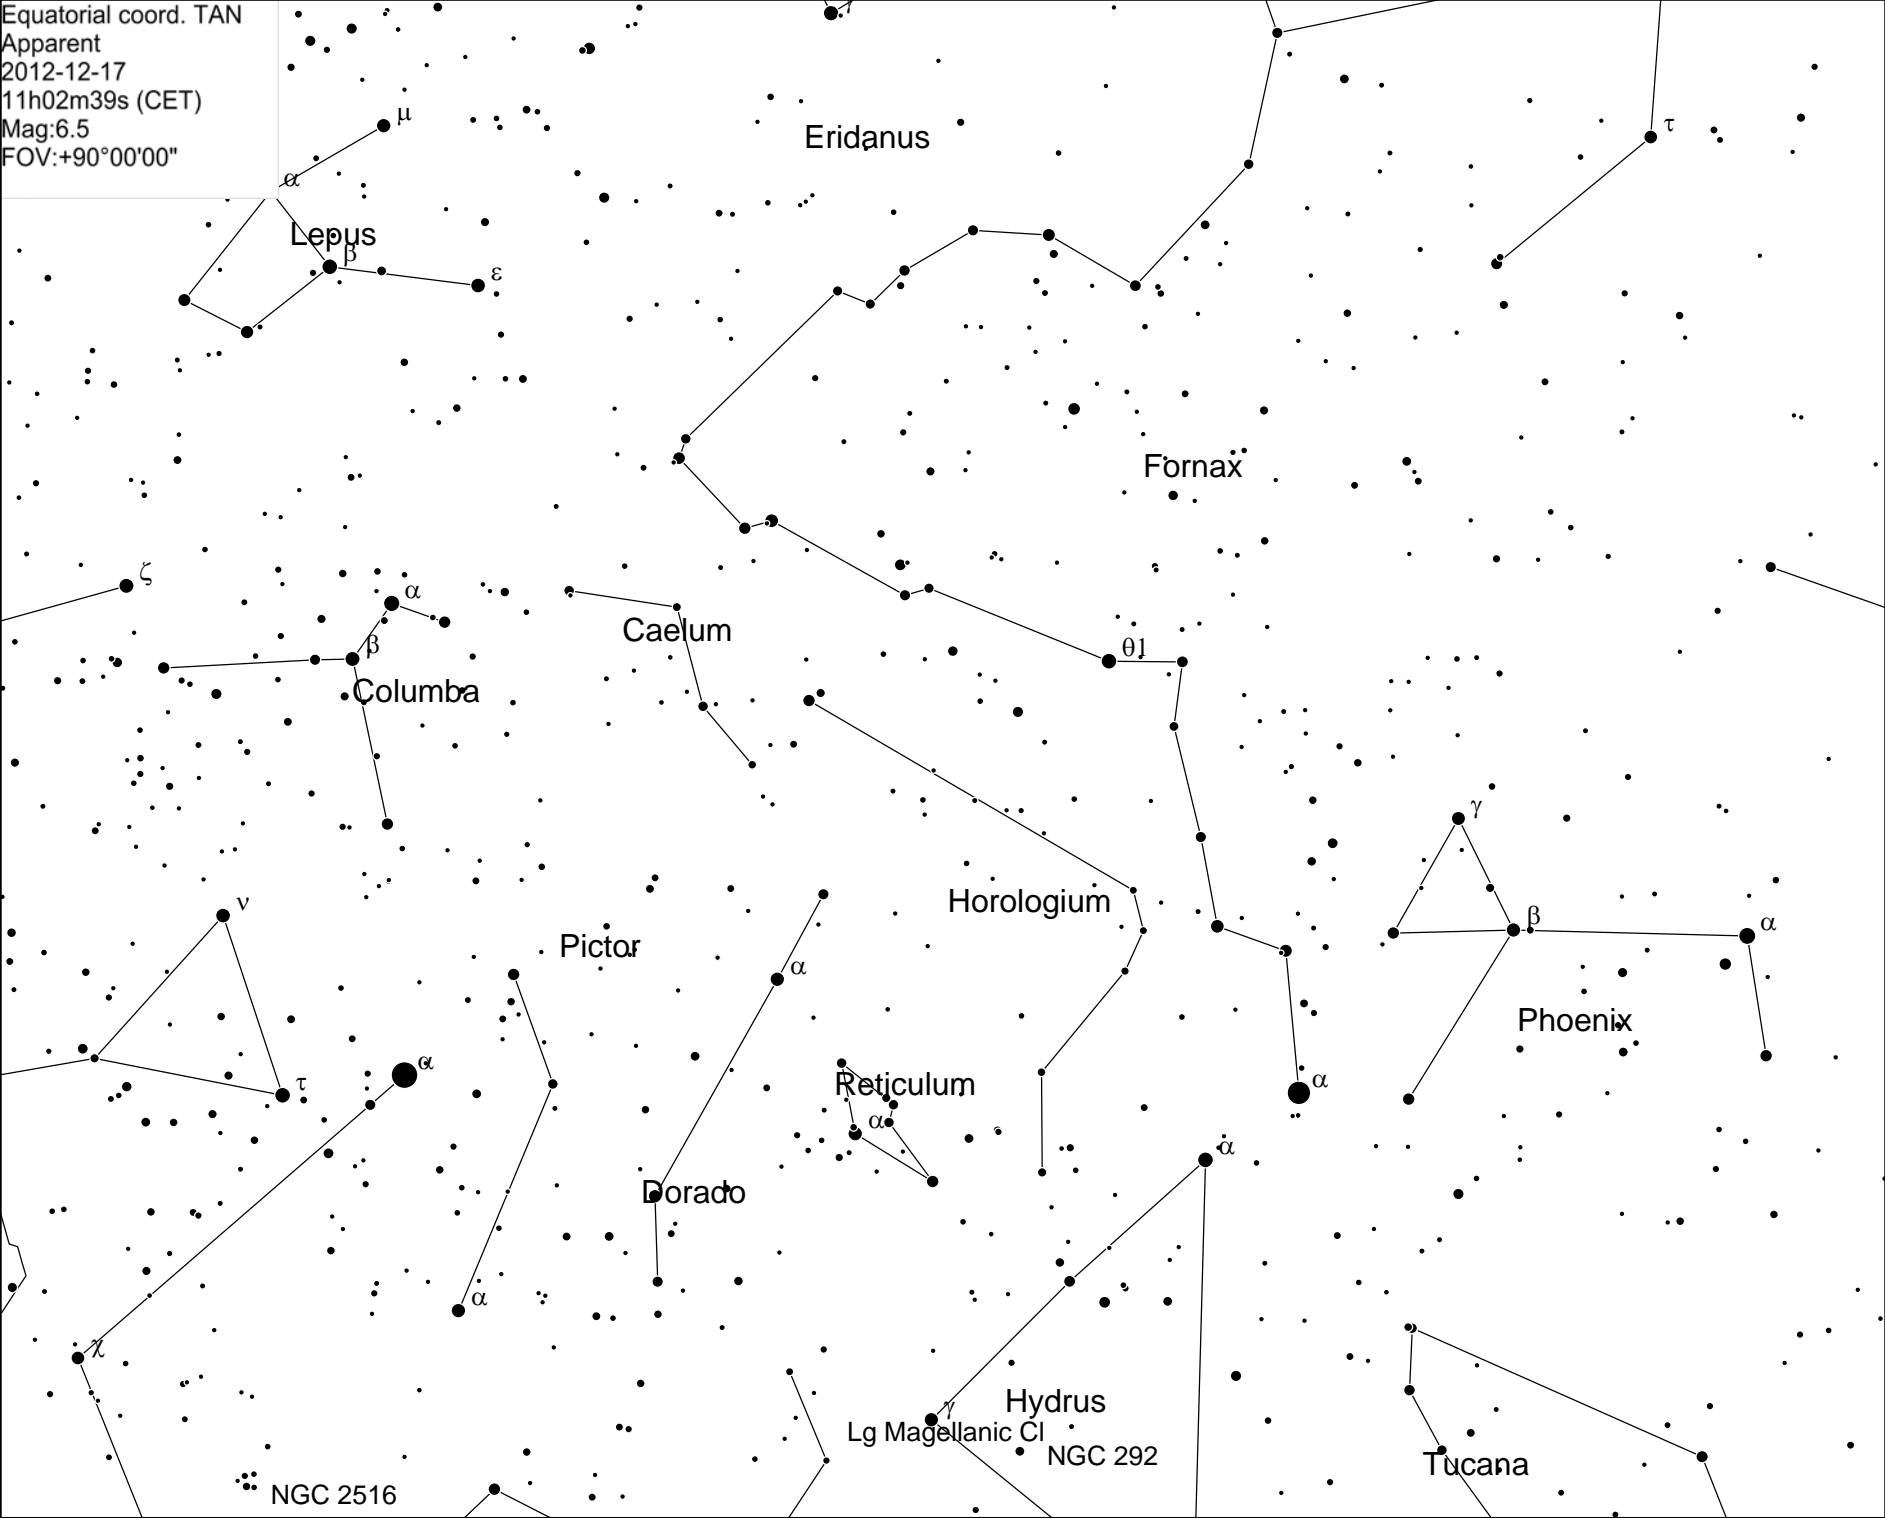 Equatorial coord. TAN
Apparent
2012-12-17
11h02m39s (CET)
Mag:6.5
FOV:+90°00'00"
γ
μ
Eridanus
τ
α
Lepus
β
ε
Fornax
ζ
α
Caelum
β
θ1
Columba
γ
ν
Horologium
β
α
Pictor
α
Phoenix
α
Reticulum
τ
α
α
α
Dorado
α
χ
Hydrus
γ
Lg Magellanic Cl
NGC 292
Tucana
NGC 2516